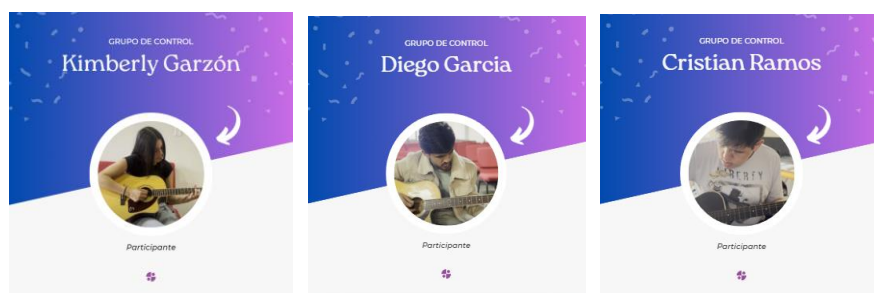 GRUPO DE CONTROL
Kimberly Garzón
Participante
GRUPO DE CONTROL
Diego Garcia
Participante
GRUPO DE CONTROL
Cristian Ramos
Participante